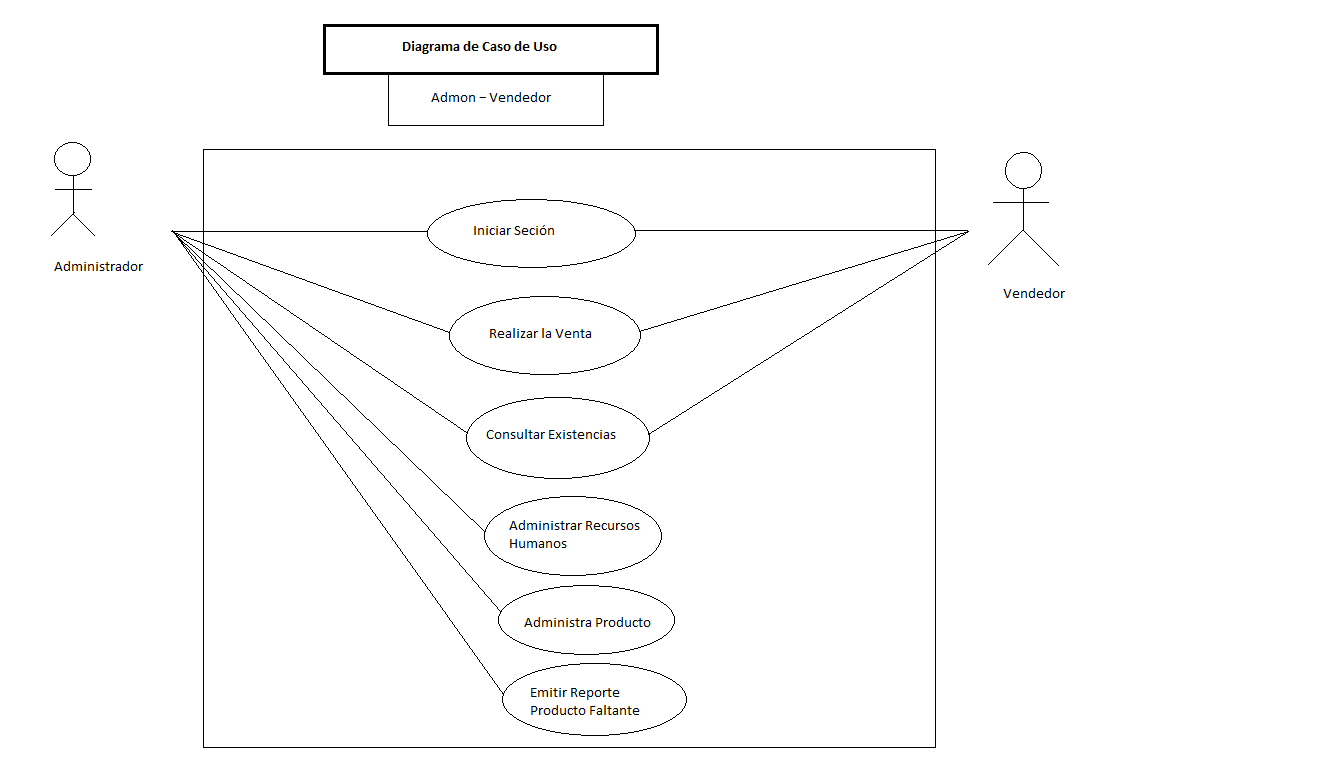 Diagrama de Caso de Uso
Admon – Vendedor
Administrador
Vendedor
Iniciar Seción
Realizar la Venta
Consultar Existencias
Administrar Recursos
Humanos
Administra Producto
Emitir Reporte
Producto Faltante